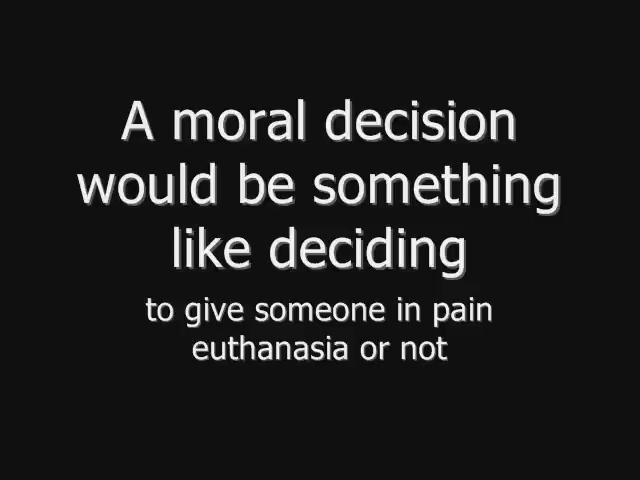 A moral decision
would be something
like deciding
to give someone in pain
euthanasia or not